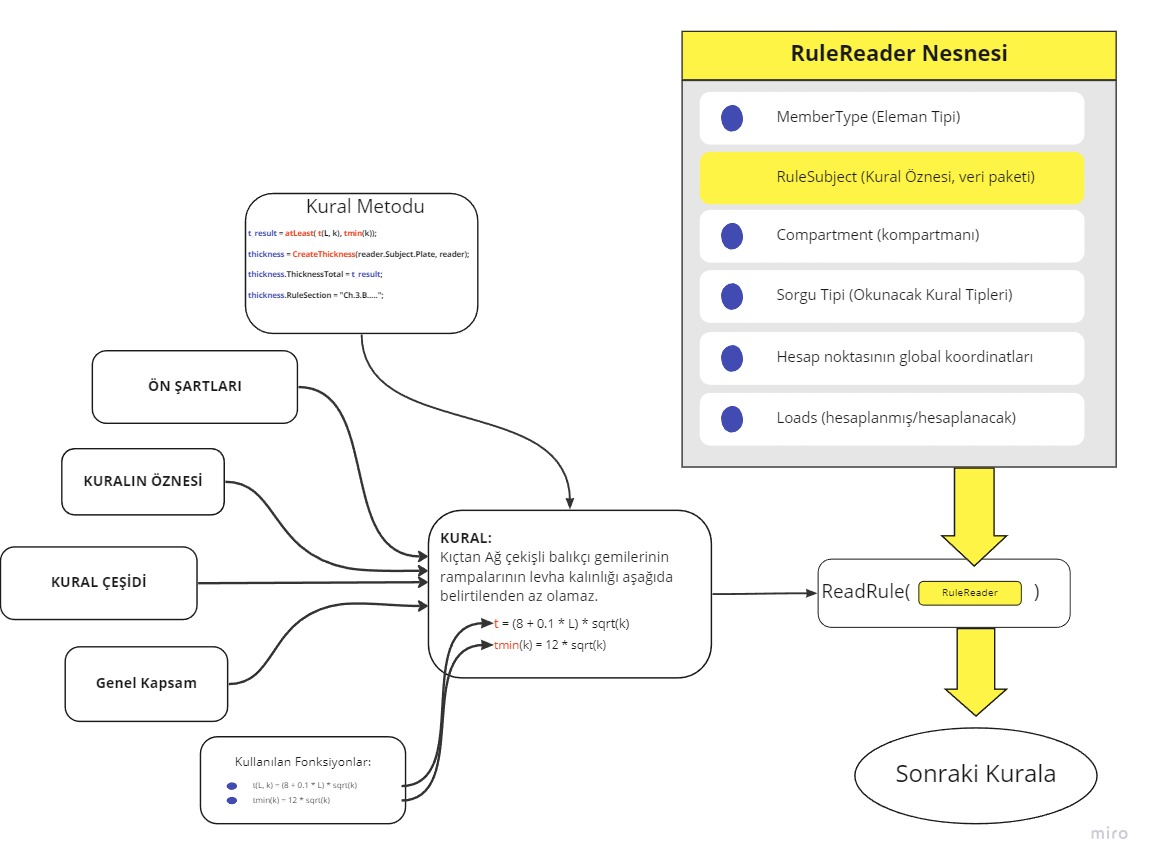 RuleReader Nesnesi
MemberType (Eleman Tipi)
RuleSubject (Kural Öznesi, veri paketi)
Compartment (kompartmanı)
Sorgu Tipi (Okunacak Kural Tipleri)
Hesap noktasının global koordinatları
Loads (hesaplanmış/hesaplanacak)
Kural Metodu
t_result = atLeast( t(L, k), tmin(k));
thickness = CreateThickness(reader.Subject.Plate, reader);
thickness.ThicknessTotal = t_result;
thickness.RuleSection = "Ch.3.B.....";
ÖN ŞARTLARI
KURALIN ÖZNESİ
KURAL ÇEŞİDİ
Genel Kapsam
KURAL:
Kıçtan Ağ çekişli balıkçı gemilerinin
rampalarının levha kalınlığı aşağıda
belirtilenden az olamaz.
t = (8 + 0.1 * L) * sqrt(k)
tmin(k) = 12 * sqrt(k)
Kullanılan Fonksiyonlar:
t(L, k) = (8 + 0.1 * L) * sqrt(k)
tmin(k) = 12 * sqrt(k)
ReadRule( RuleReader )
Sonraki Kurala
miro